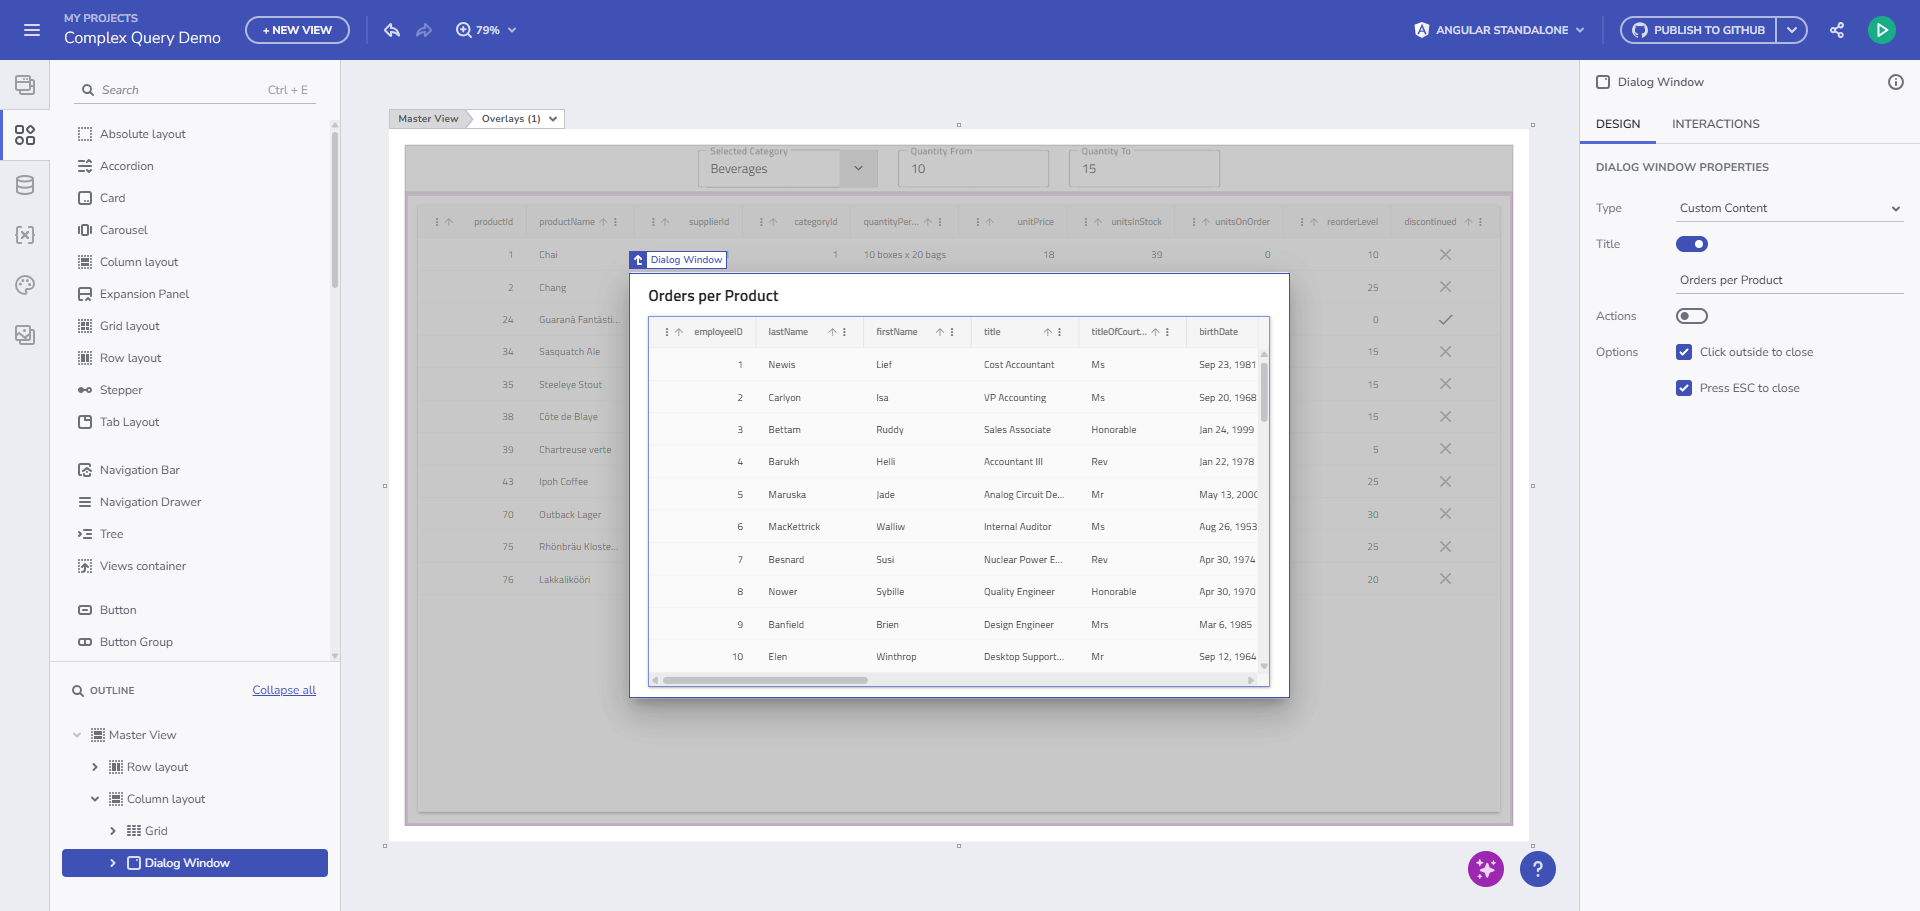 MY PROJECTS
Complex Query Demo
+ NEW VIEW
79%
ANGULAR STANDALONE
PUBLISH TO GITHUB
Search
Ctrl + E
Absolute layout
Accordion
Card
Carousel
Column layout
Expansion Panel
Grid layout
Row layout
Stepper
Tab Layout
Navigation Bar
Navigation Drawer
Tree
Views container
Button
Button Group
OUTLINE
Collapse all
Master View
Row layout
Column layout
Grid
Dialog Window
Master View
Overlays (1)
Selected Category
Beverages
Quantity From
10
Quantity To
15
productId productName supplierId categoryId quantityPer... unitPrice unitsInStock unitsOnOrder reorderLevel discontinued
1 Chai 1 10 boxes x 20 bags 18 39 0 10
2 Chang 25
24 Guaraná Fantásti... 0
34 Sasquatch Ale 15
35 Steeleye Stout 15
38 Côte de Blaye 15
39 Chartreuse verte 5
43 Ipoh Coffee 25
70 Outback Lager 30
75 Rhönbräu Kloste... 25
76 Lakkalikööri 20
Dialog Window
Orders per Product
employeeID lastName firstName title titleOfCourt... birthDate
1 Newis Lief Cost Accountant Ms Sep 23, 1981
2 Carlyon Isa VP Accounting Ms Sep 20, 1968
3 Bettam Ruddy Sales Associate Honorable Jan 24, 1999
4 Barukh Helli Accountant III Rev Jan 22, 1978
5 Maruska Jade Analog Circuit De... Mr May 13, 2000
6 MacKettrick Walliw Internal Auditor Ms Aug 26, 1953
7 Besnard Susi Nuclear Power E... Rev Apr 30, 1974
8 Nower Sybille Quality Engineer Honorable Apr 30, 1970
9 Banfield Brien Design Engineer Mrs Mar 6, 1985
10 Elen Winthrop Desktop Support... Mr Sep 12, 1964
?
Dialog Window
DESIGN
INTERACTIONS
DIALOG WINDOW PROPERTIES
Type
Custom Content
Title
Orders per Product
Actions
Options
Click outside to close
Press ESC to close